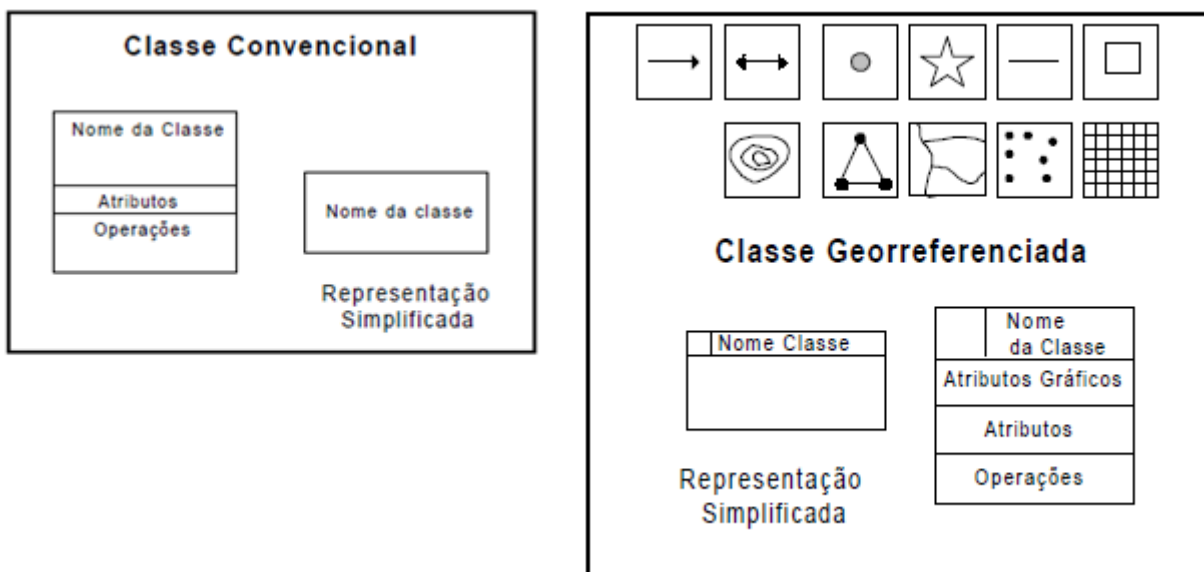 Classe Convencional
Nome da Classe
Atributos
Operações
Nome da classe
Representação
Simplificada
Classe Georreferenciada
Nome Classe
Representação
Simplificada
Nome
da Classe
Atributos Gráficos
Atributos
Operações